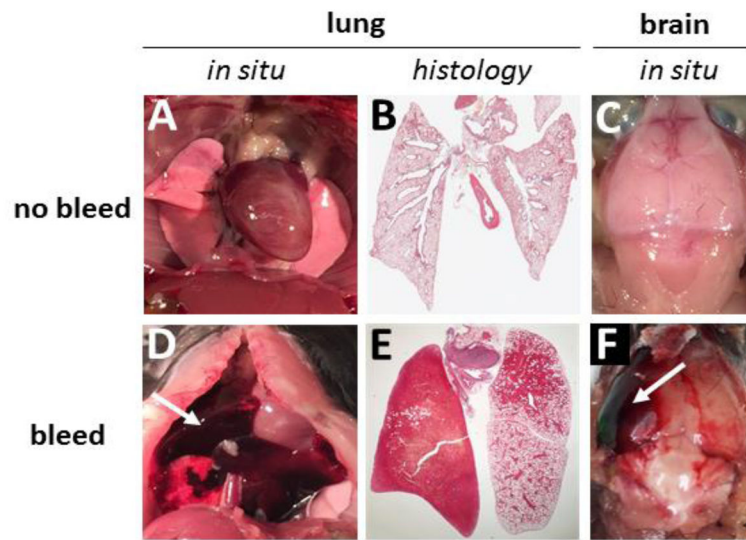 lung brain
in situ histology in situ
no bleed
A B C
bleed
D E F